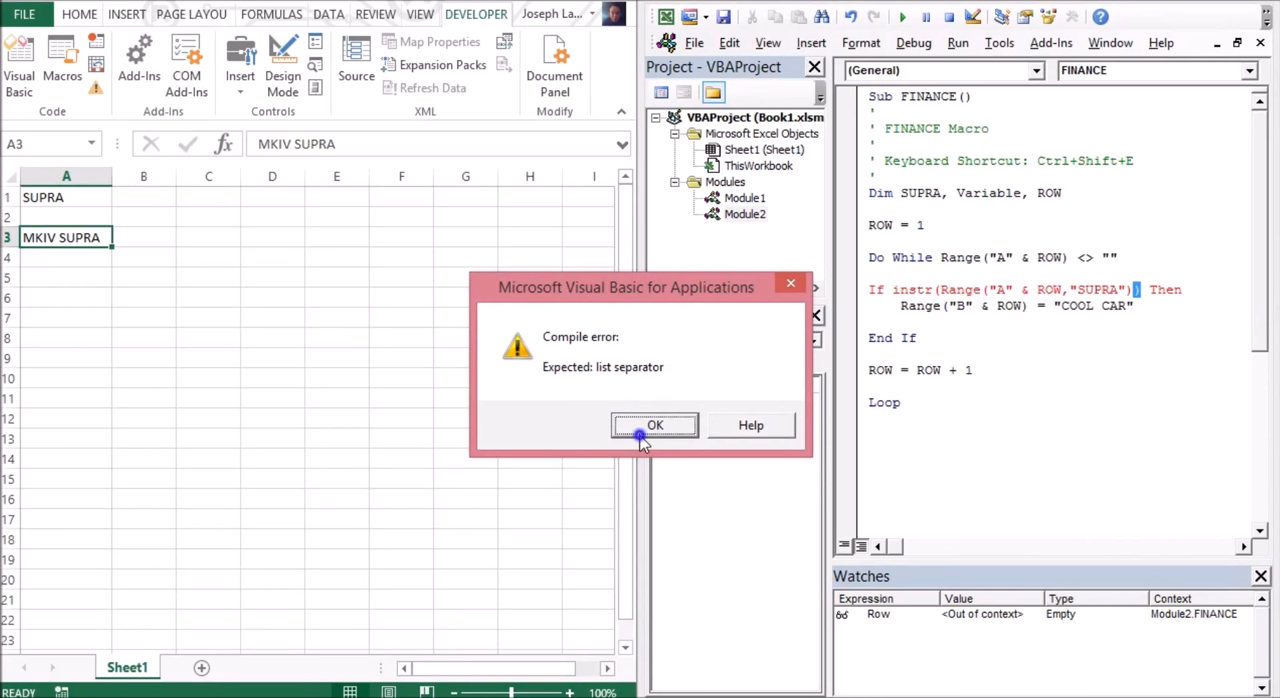 FILE HOME INSERT PAGE LAYOUT FORMULAS DATA REVIEW VIEW DEVELOPER Joseph La...
Visual Basic
Macros
Code
Add-Ins
COM Add-Ins
Add-Ins
Insert
Design Mode
Controls
Source
Map Properties
Expansion Packs
Refresh Data
XML
Document Panel
Modify
A3
fx
MKIV SUPRA
A B C D E F G H I
1 SUPRA
2
3 MKIV SUPRA
4
5
6
7
8
9
10
11
12
13
14
15
16
17
18
19
20
21
22
23
Sheet1
READY
100%
File Edit View Insert Format Debug Run Tools Add-Ins Window Help
Project - VBAProject
VBAProject (Book1.xlsm
Microsoft Excel Objects
Sheet1 (Sheet1)
ThisWorkbook
Modules
Module1
Module2
(General)
FINANCE
Sub FINANCE()
'
' FINANCE Macro
'
' Keyboard Shortcut: Ctrl+Shift+E
'
Dim SUPRA, Variable, ROW
ROW = 1
Do While Range("A" & ROW) <> ""
If instr(Range("A" & ROW,"SUPRA")) Then
Range("B" & ROW) = "COOL CAR"
End If
ROW = ROW + 1
Loop
Microsoft Visual Basic for Applications
Compile error:
Expected: list separator
OK
Help
Watches
Expression Value Type Context
Row <Out of context> Empty Module2.FINANCE